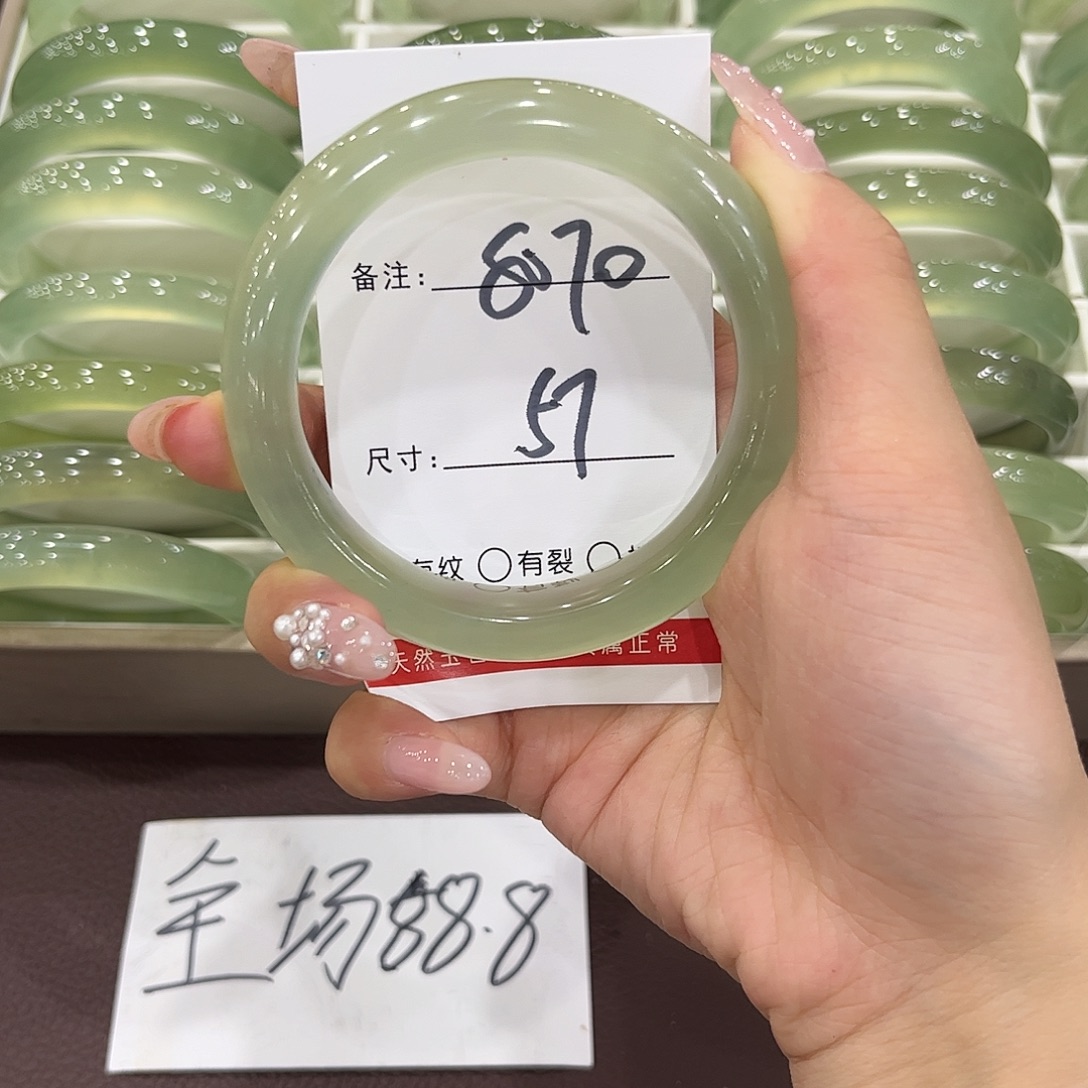 备注: 870
尺寸: 57
有纹 ○有裂 ○
天然玉 属正常
全场88.8